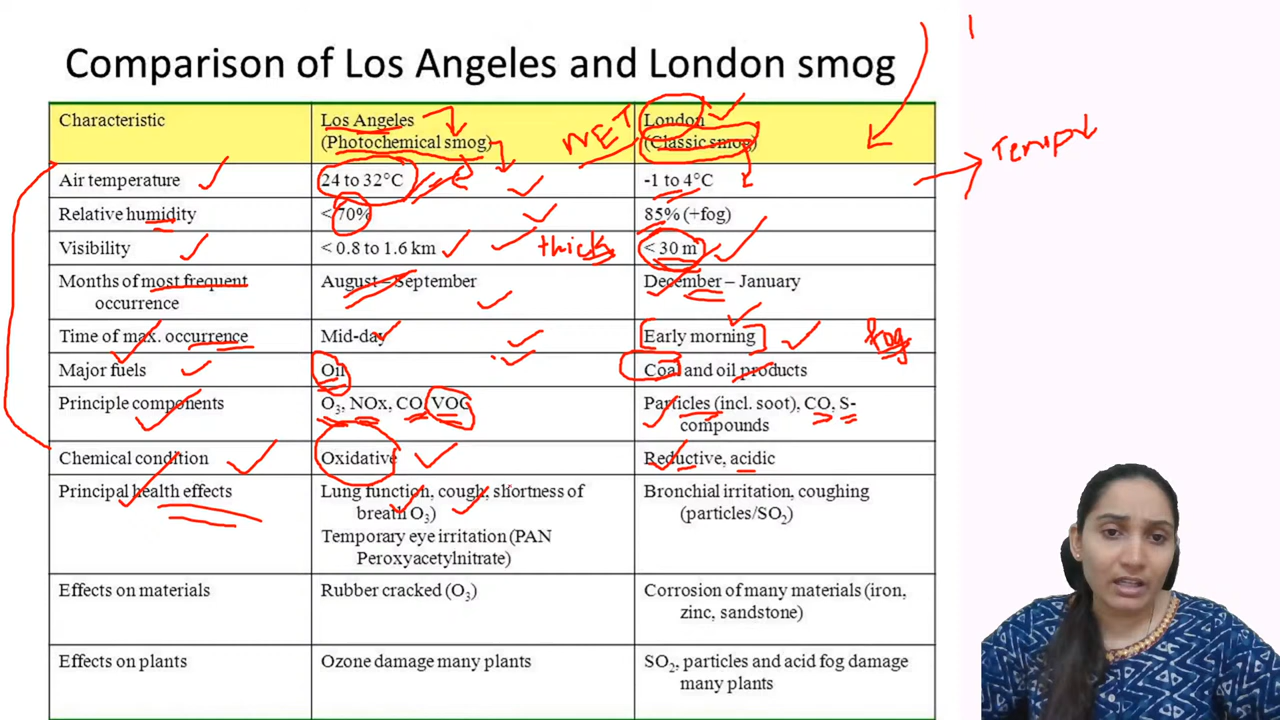 Comparison of Los Angeles and London smog
Characteristic
Los Angeles
(Photochemical smog)
NET
London
(Classic smog)
Temp↓
Air temperature
24 to 32°C
-1 to 4°C
Relative humidity
< 70%
85% (+fog)
Visibility
< 0.8 to 1.6 km
thick
< 30 m
Months of most frequent
occurrence
August – September
December – January
Time of max. occurrence
Mid-day
Early morning
fog
Major fuels
Oil
Coal and oil products
Principle components
O₃, NOx, CO, VOC
Particles (incl. soot), CO, S-
compounds
Chemical condition
Oxidative
Reductive, acidic
Principal health effects
Lung function, cough, shortness of
breath O₃)
Temporary eye irritation (PAN
Peroxyacetylnitrate)
Bronchial irritation, coughing
(particles/SO₂)
Effects on materials
Rubber cracked (O₃)
Corrosion of many materials (iron,
zinc, sandstone)
Effects on plants
Ozone damage many plants
SO₂, particles and acid fog damage
many plants